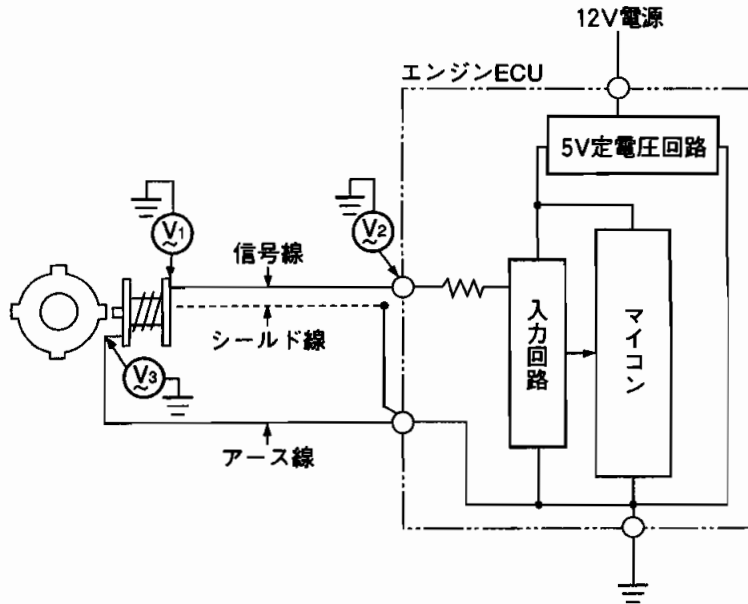 12V電源
エンジンECU
5V定電圧回路
V1
V2
信号線
シールド線
入力回路
マイコン
V3
アース線